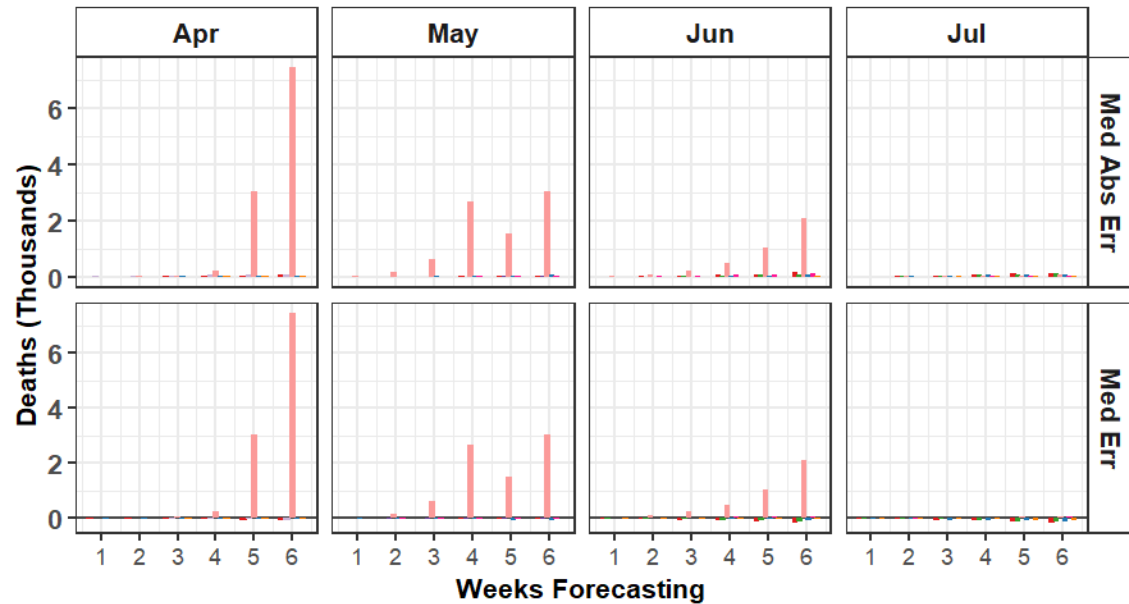 Apr May Jun Jul
Deaths (Thousands)
6
4
2
0
Med Abs Err
6
4
2
0
Med Err
1 2 3 4 5 6 1 2 3 4 5 6 1 2 3 4 5 6 1 2 3 4 5 6
Weeks Forecasting